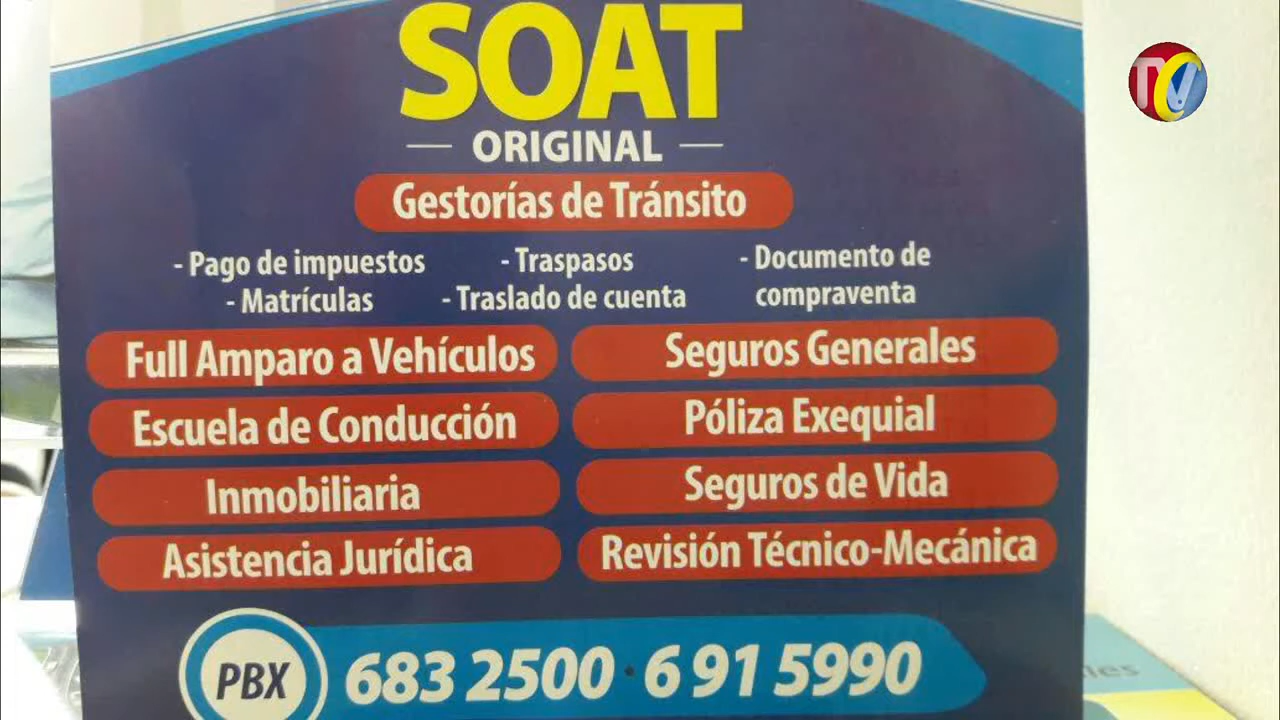 TCV
SOAT
ORIGINAL
Gestorías de Tránsito
- Pago de impuestos - Traspasos - Documento de
- Matrículas - Traslado de cuenta compraventa
Full Amparo a Vehículos Seguros Generales
Escuela de Conducción Póliza Exequial
Inmobiliaria Seguros de Vida
Asistencia Jurídica Revisión Técnico-Mecánica
PBX 683 2500 · 691 5990